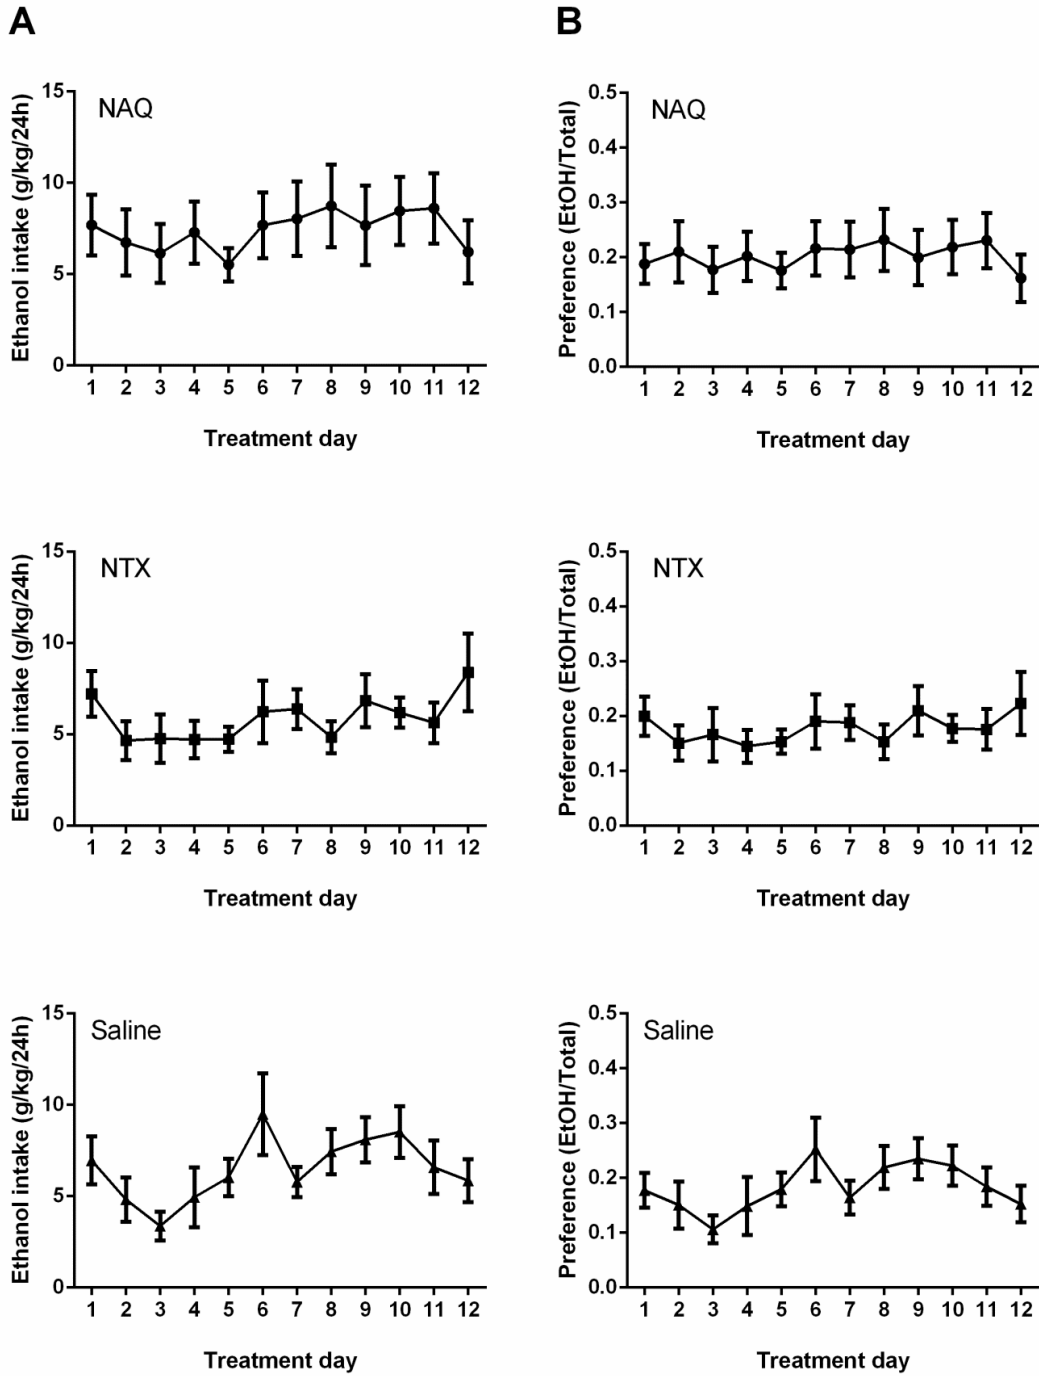 A
B
Ethanol intake (g/kg/24h)
NAQ
15
10
5
0
1 2 3 4 5 6 7 8 9 10 11 12
Treatment day
Preference (EtOH/Total)
NAQ
0.5
0.4
0.3
0.2
0.1
0.0
1 2 3 4 5 6 7 8 9 10 11 12
Treatment day
Ethanol intake (g/kg/24h)
NTX
15
10
5
0
1 2 3 4 5 6 7 8 9 10 11 12
Treatment day
Preference (EtOH/Total)
NTX
0.5
0.4
0.3
0.2
0.1
0.0
1 2 3 4 5 6 7 8 9 10 11 12
Treatment day
Ethanol intake (g/kg/24h)
Saline
15
10
5
0
1 2 3 4 5 6 7 8 9 10 11 12
Treatment day
Preference (EtOH/Total)
Saline
0.5
0.4
0.3
0.2
0.1
0.0
1 2 3 4 5 6 7 8 9 10 11 12
Treatment day